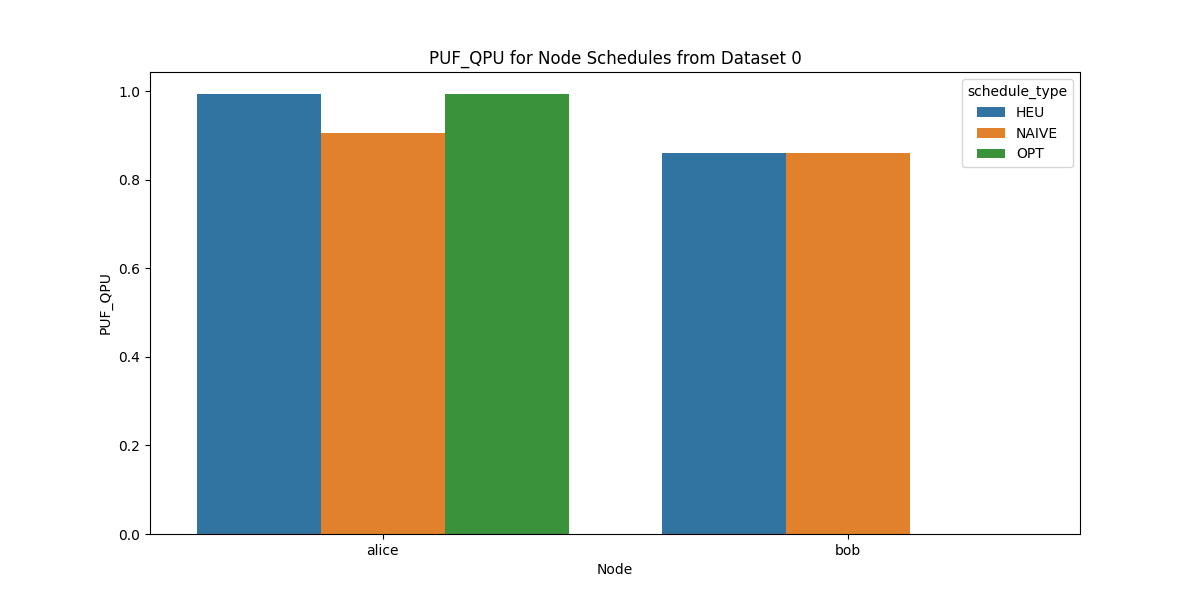 PUF_QPU for Node Schedules from Dataset 0
schedule_type
HEU
NAIVE
OPT
1.0
0.8
0.6
0.4
0.2
0.0
PUF_QPU
alice
bob
Node